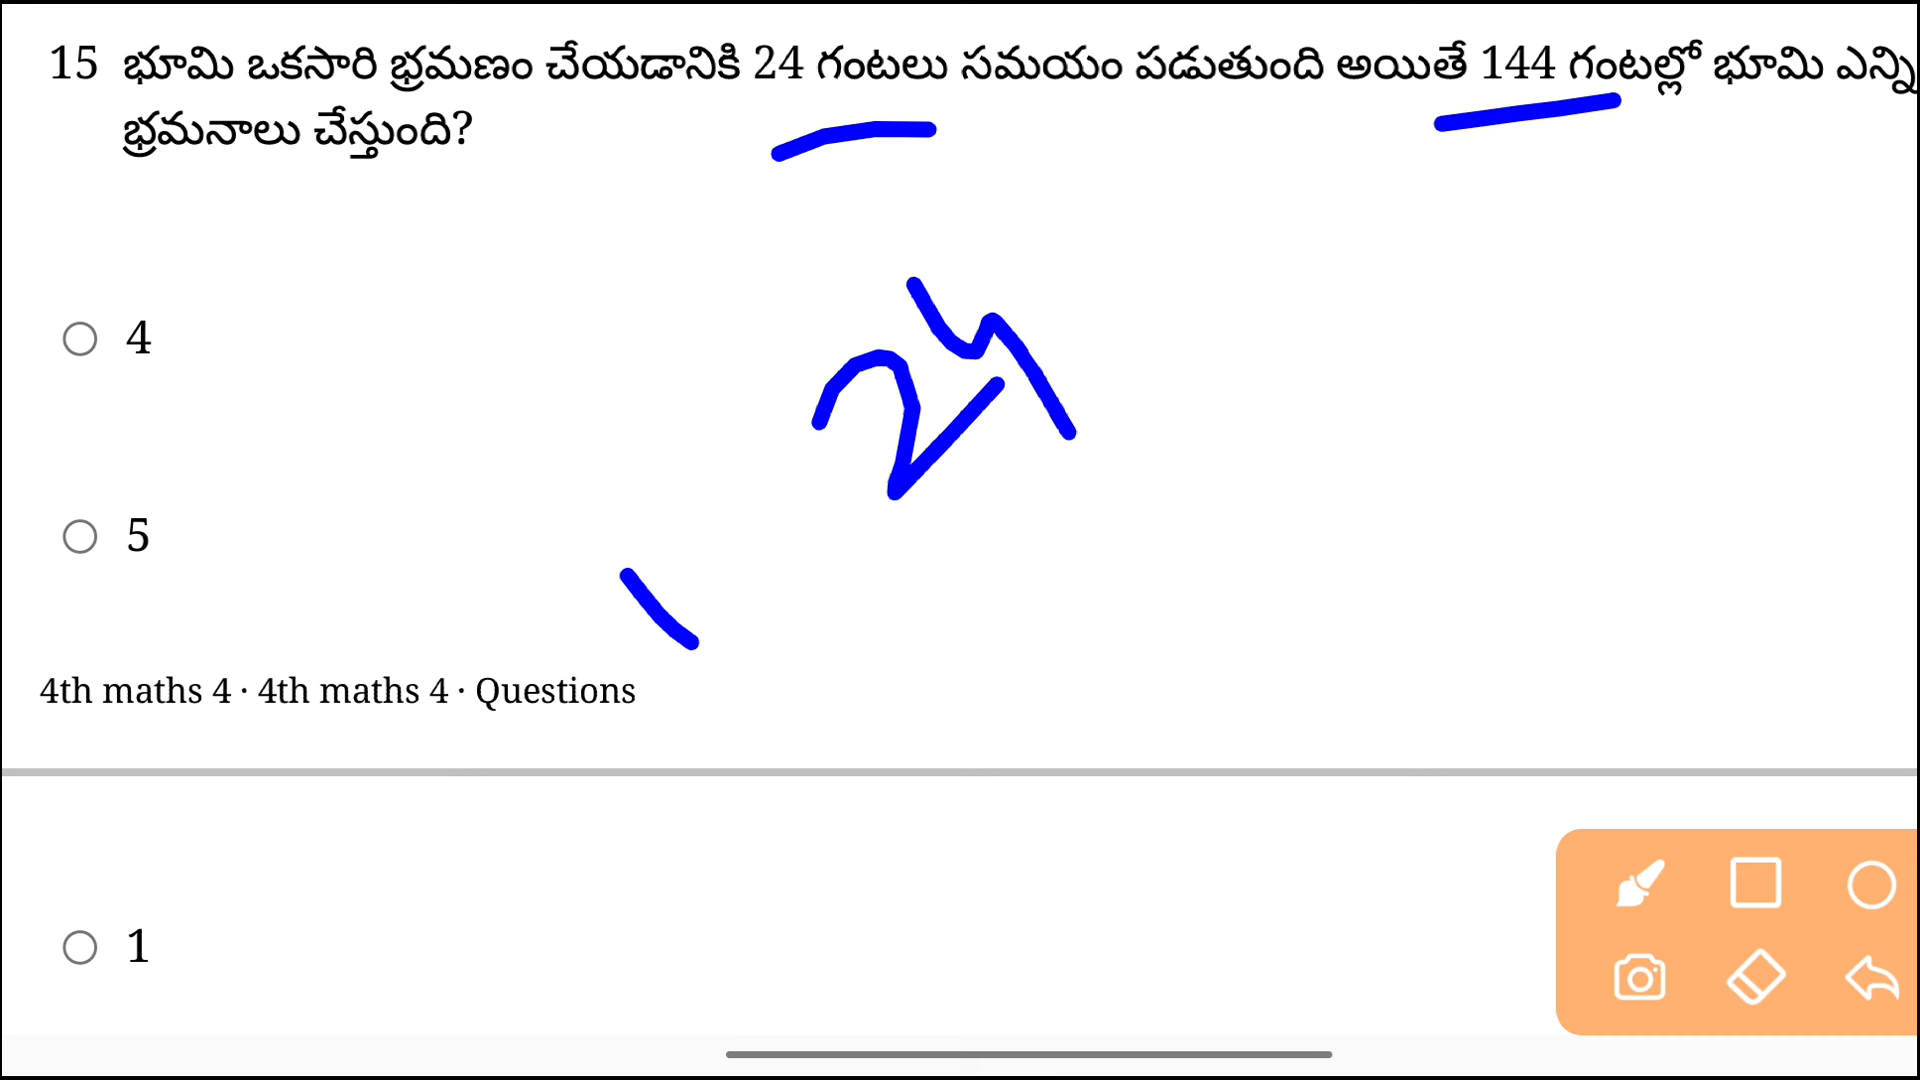 15 భూమి ఒకసారి భ్రమణం చేయడానికి 24 గంటలు సమయం పడుతుంది అయితే 144 గంటల్లో భూమి ఎన్ని
భ్రమనాలు చేస్తుంది?
24
4
5
4th maths 4 · 4th maths 4 · Questions
1